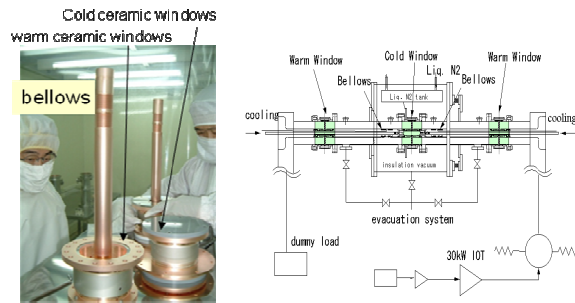 Cold ceramic windows
warm ceramic windows
bellows
Warm Window
Cold Window
Warm Window
Liq. N2
Bellows
Bellows
Liq. N2 tank
cooling
cooling
insulation vacuum
evacuation system
dummy load
30kW IOT